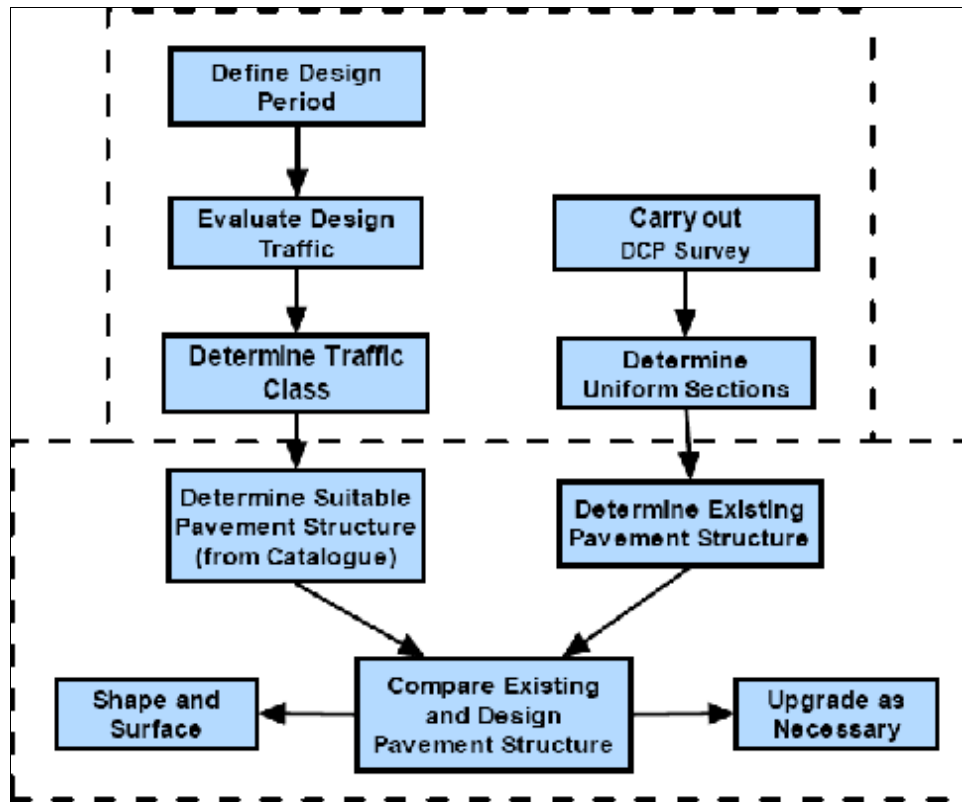 Define Design
Period
Evaluate Design
Traffic
Carry out
DCP Survey
Determine Traffic
Class
Determine
Uniform Sections
Determine Suitable
Pavement Structure
(from Catalogue)
Determine Existing
Pavement Structure
Compare Existing
and Design
Pavement Structure
Shape and
Surface
Upgrade as
Necessary